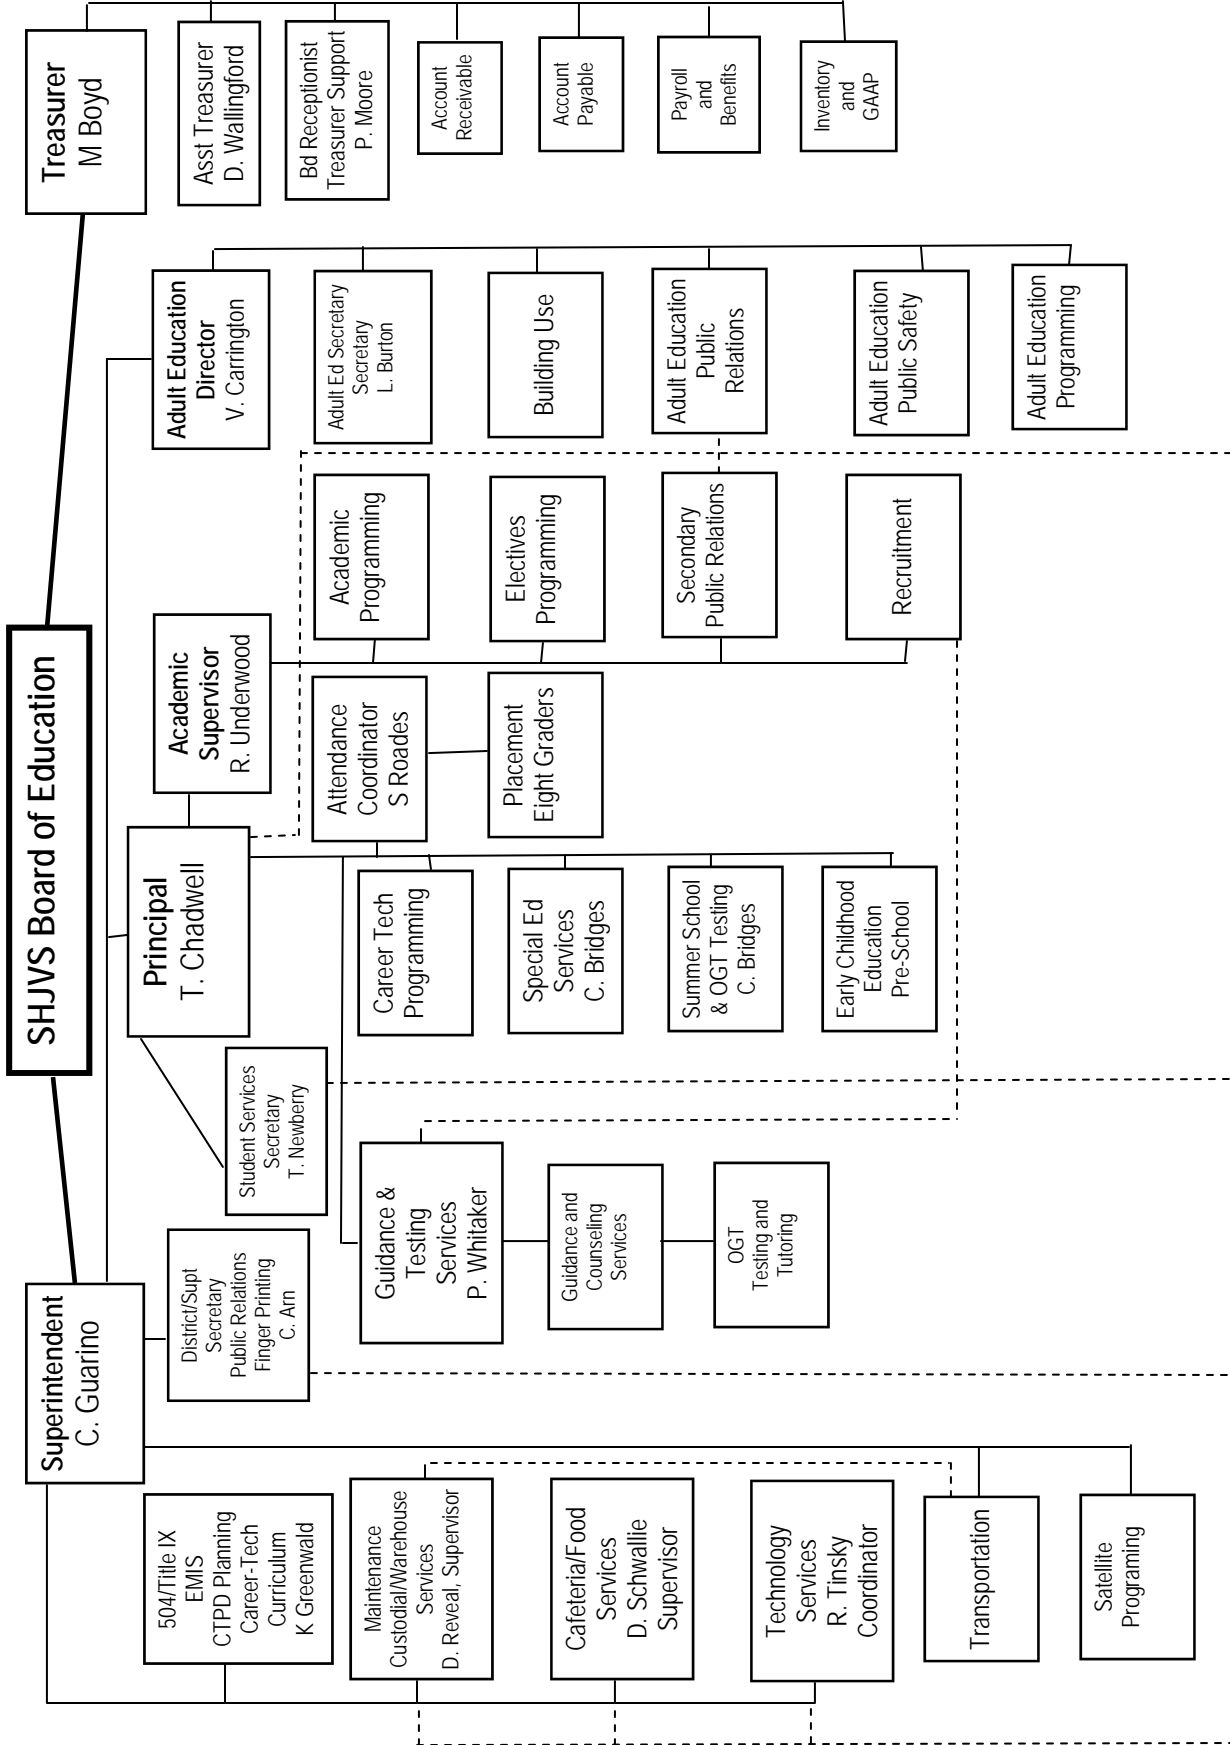 SHJVS Board of Education
Superintendent
C. Guarino
Treasurer
M Boyd
Principal
T. Chadwell
Academic
Supervisor
R. Underwood
Adult Education
Director
V. Carrington
504/Title IX
EMIS
CTPD Planning
Career-Tech
Curriculum
K Greenwald
District/Supt
Secretary
Public Relations
Finger Printing
C. Arn
Student Services
Secretary
T. Newberry
Asst Treasurer
D. Wallingford
Maintenance
Custodial/Warehouse
Services
D. Reveal, Supervisor
Guidance &
Testing
Services
P. Whitaker
Career Tech
Programming
Attendance
Coordinator
S Roades
Academic
Programming
Adult Ed Secretary
Secretary
L. Burton
Bd Receptionist
Treasurer Support
P. Moore
Cafeteria/Food
Services
D. Schwallie
Supervisor
Guidance and
Counseling
Services
Special Ed
Services
C. Bridges
Placement
Eight Graders
Electives
Programming
Building Use
Account
Receivable
Account
Payable
Technology
Services
R. Tinsky
Coordinator
OGT
Testing and
Tutoring
Summer School
& OGT Testing
C. Bridges
Secondary
Public Relations
Adult Education
Public
Relations
Payroll
and
Benefits
Transportation
Early Childhood
Education
Pre-School
Recruitment
Adult Education
Public Safety
Inventory
and
GAAP
Satellite
Programing
Adult Education
Programming